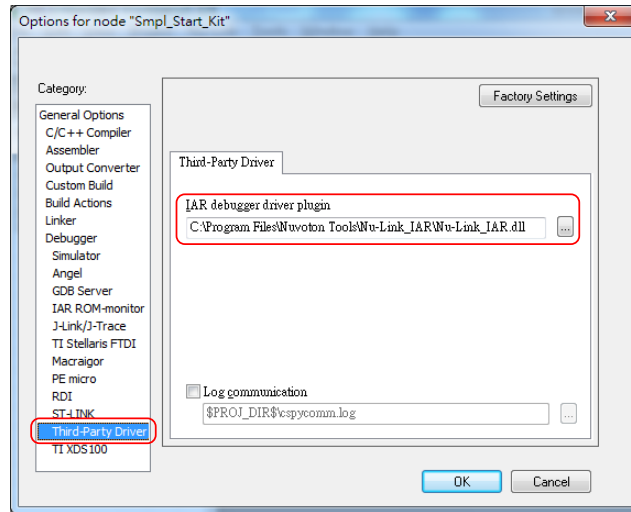 Options for node "Smpl_Start_Kit"
Category:
Factory Settings
General Options
C/C++ Compiler
Assembler
Output Converter
Custom Build
Build Actions
Linker
Debugger
Simulator
Angel
GDB Server
IAR ROM-monitor
J-Link/J-Trace
TI Stellaris FTDI
Macraigor
PE micro
RDI
ST-LINK
Third-Party Driver
TI XDS100
Third-Party Driver
IAR debugger driver plugin
C:\Program Files\Nuvoton Tools\Nu-Link_IAR\Nu-Link_IAR.dll
...
Log communication
$PROJ_DIR$\cspycomm.log
...
OK
Cancel